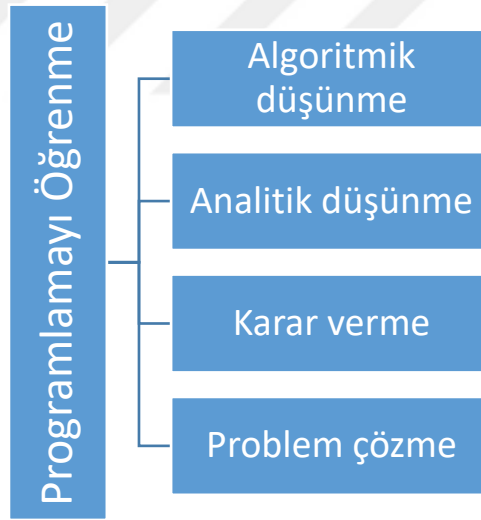 Programlamayı Öğrenme
Algoritmik
düşünme
Analitik düşünme
Karar verme
Problem çözme